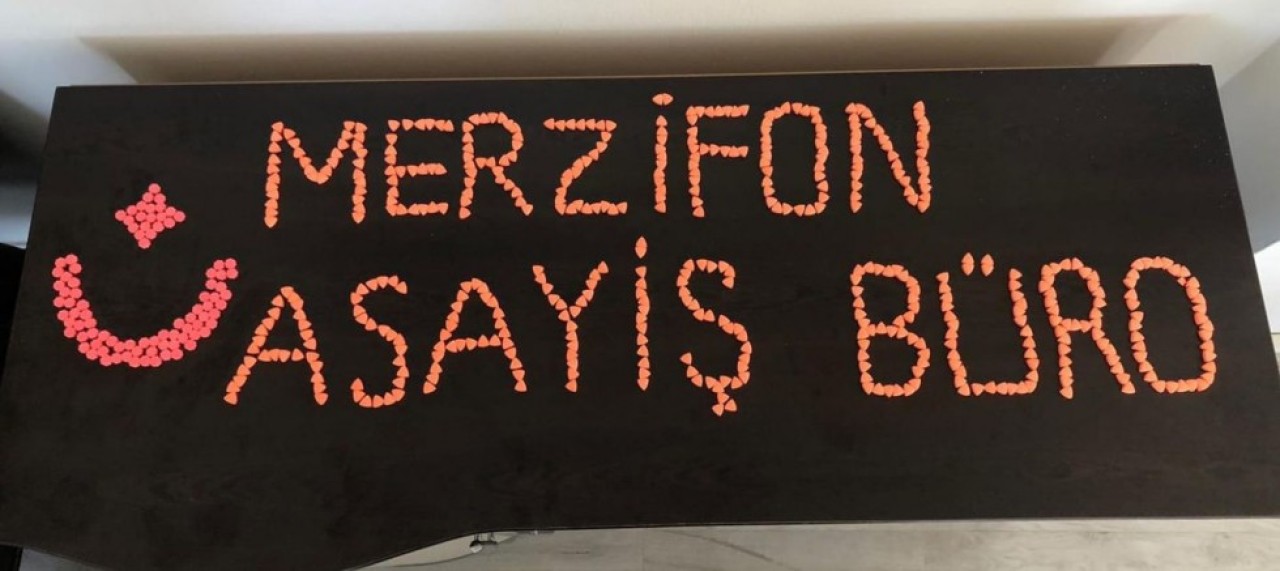 MERZİFON
ASAYİŞ BÜRO